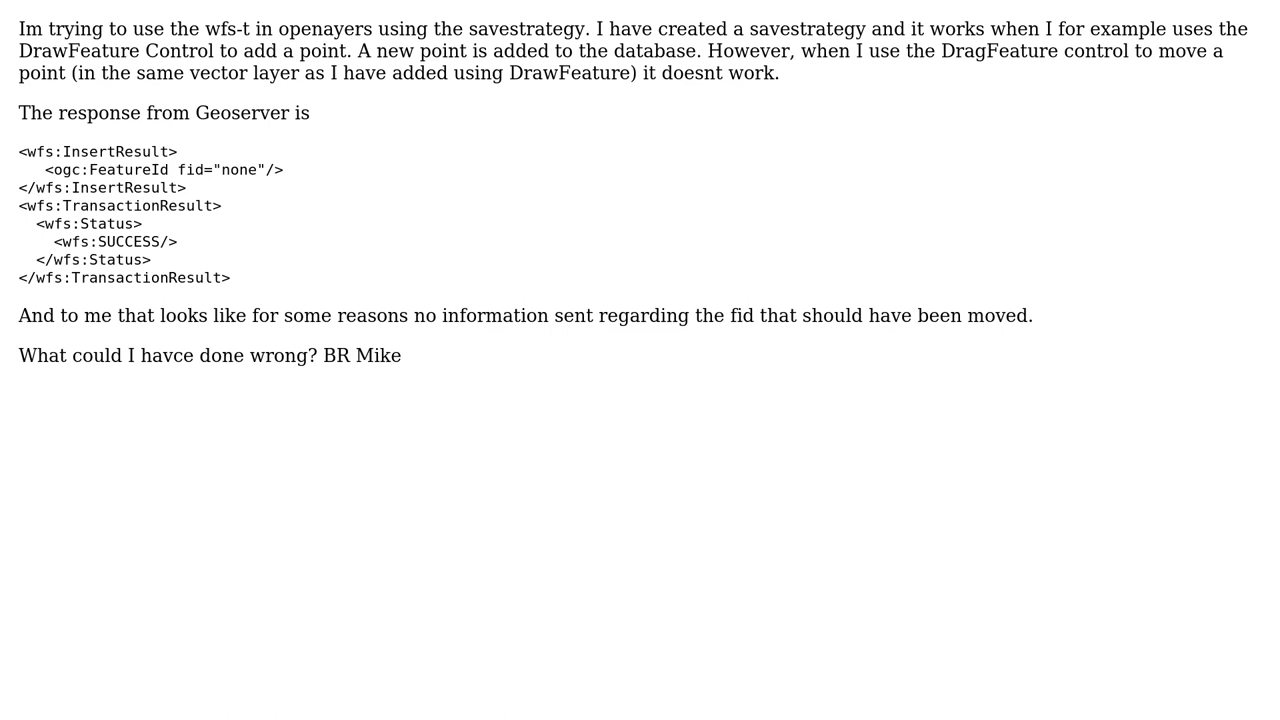 Im trying to use the wfs-t in openayers using the savestrategy. I have created a savestrategy and it works when I for example uses the
DrawFeature Control to add a point. A new point is added to the database. However, when I use the DragFeature control to move a
point (in the same vector layer as I have added using DrawFeature) it doesnt work.
The response from Geoserver is
<wfs:InsertResult>
   <ogc:FeatureId fid="none"/>
</wfs:InsertResult>
<wfs:TransactionResult>
  <wfs:Status>
    <wfs:SUCCESS/>
  </wfs:Status>
</wfs:TransactionResult>
And to me that looks like for some reasons no information sent regarding the fid that should have been moved.
What could I havce done wrong? BR Mike